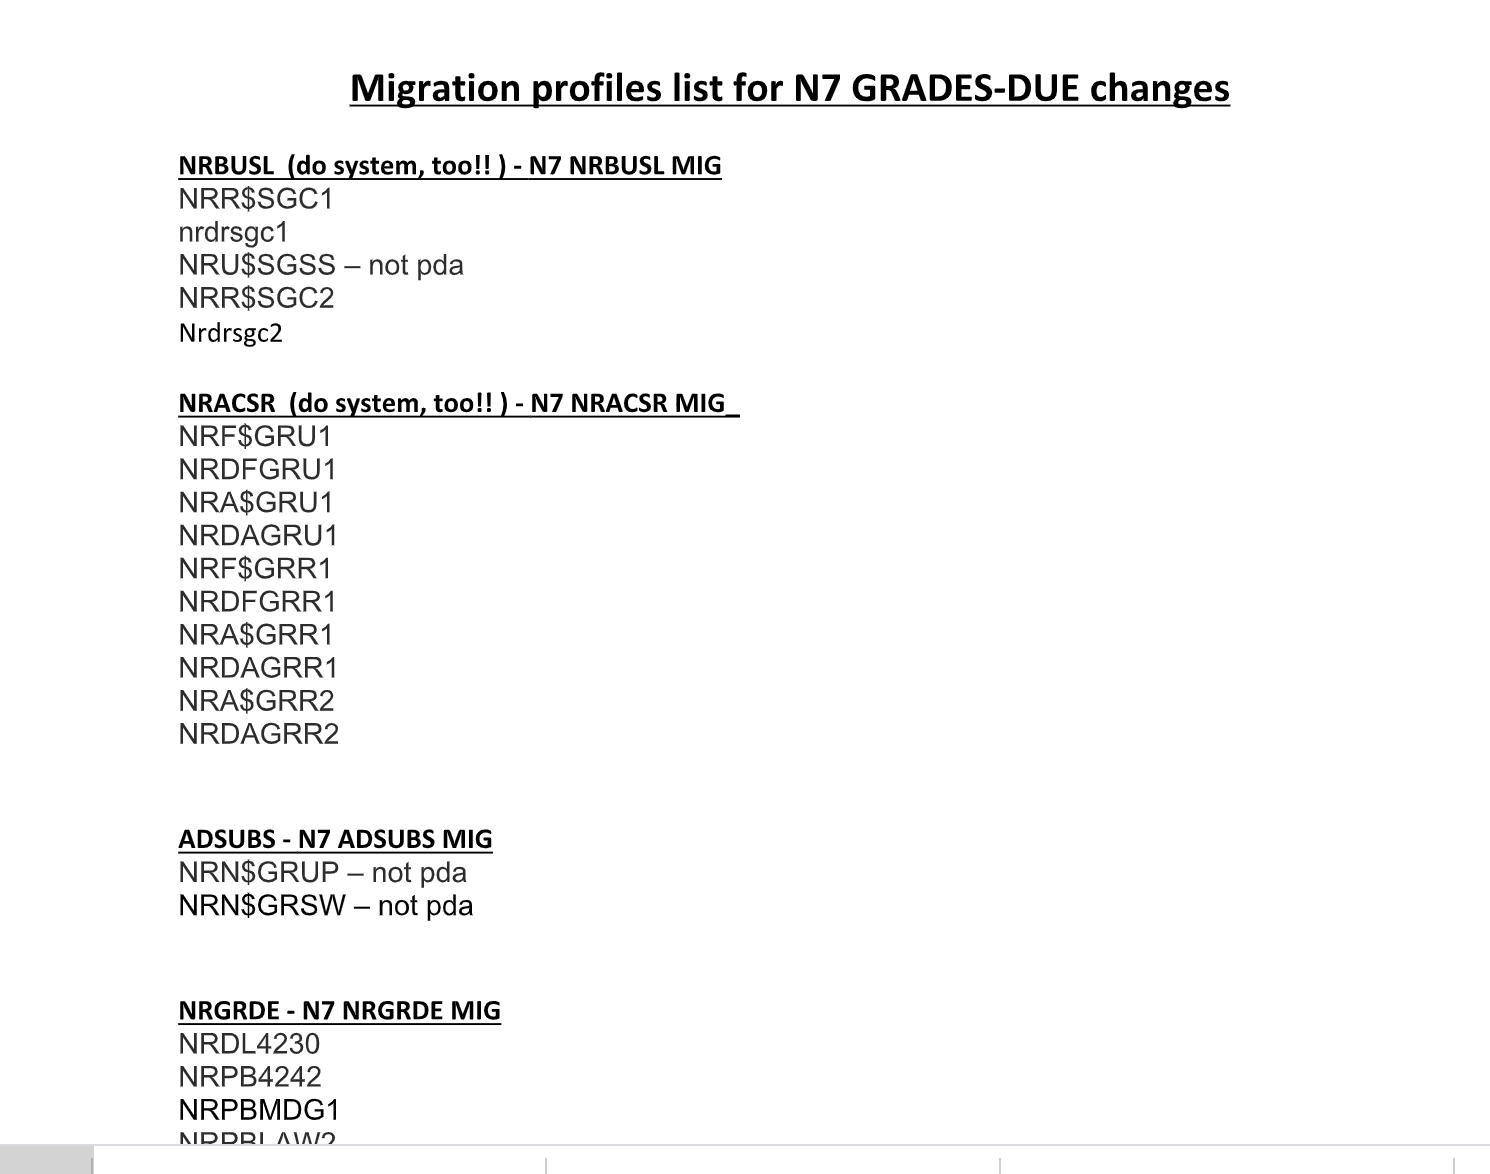 Migration profiles list for N7 GRADES-DUE changes
NRBUSL  (do system, too!! ) - N7 NRBUSL MIG
NRR$SGC1
nrdrsgc1
NRU$SGSS – not pda
NRR$SGC2
Nrdrsgc2
NRACSR  (do system, too!! ) - N7 NRACSR MIG_
NRF$GRU1
NRDFGRU1
NRA$GRU1
NRDAGRU1
NRF$GRR1
NRDFGRR1
NRA$GRR1
NRDAGRR1
NRA$GRR2
NRDAGRR2
ADSUBS - N7 ADSUBS MIG
NRN$GRUP – not pda
NRN$GRSW – not pda
NRGRDE - N7 NRGRDE MIG
NRDL4230
NRPB4242
NRPBMDG1
NRPBLAW2